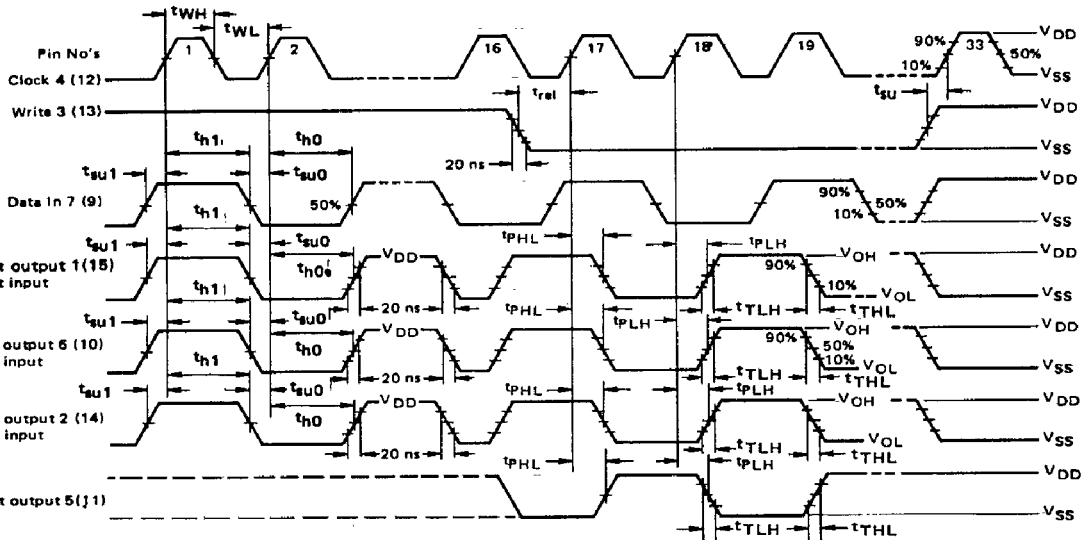 tWH
tWL
Pin No's
1
2
16
17
18
19
90%
33
50%
10%
VDD
VSS
Clock 4 (12)
trel
tsu
Write 3 (13)
VDD
VSS
20 ns
th1
th0
tsu1
tsu0
Data In 7 (9)
50%
90%
50%
10%
VDD
VSS
th1
tsu1
tsu0
tPHL
tPLH
t output 1(15)
t input
th0
VDD
90%
VOH
10%
VOL
VDD
VSS
th1
20 ns
tTLH
tTHL
tsu1
tsu0
tPHL
tPLH
output 6 (10)
input
th0
VDD
90%
VOH
50%
10%
VOL
VDD
VSS
th1
20 ns
tTLH
tTHL
tsu1
tsu0
tPHL
tPLH
output 2 (14)
input
th0
VDD
VOH
VOL
VDD
VSS
20 ns
tTLH
tTHL
tPHL
tPLH
t output 5(11)
VDD
VSS
tTLH
tTHL